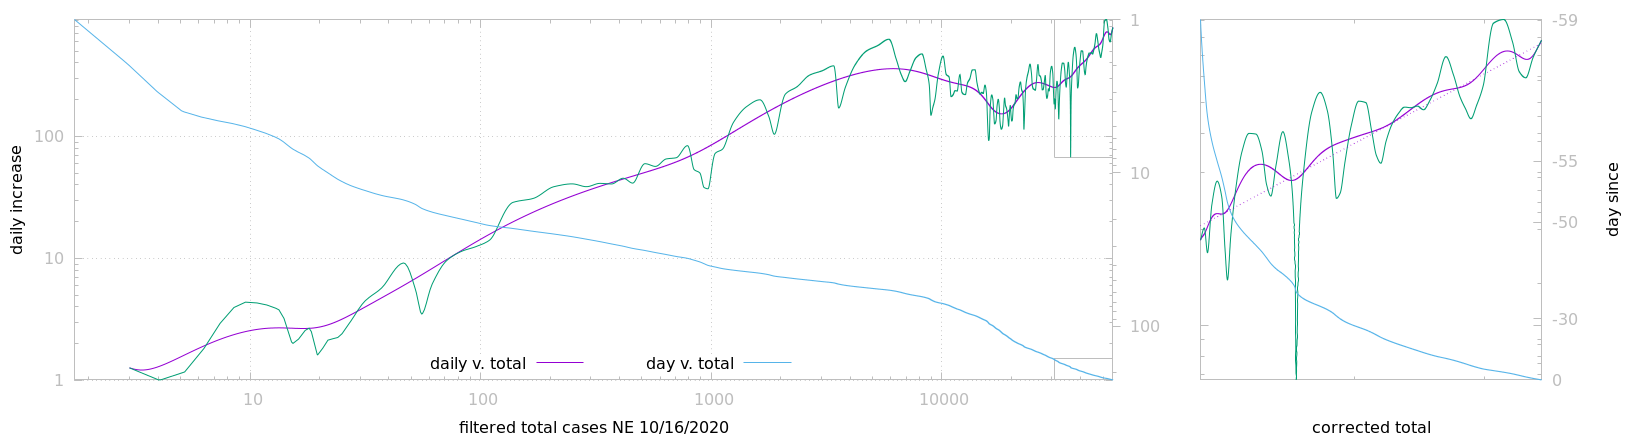 daily increase
100
10
1
10
100
1000
10000
1
10
100
daily v. total
day v. total
filtered total cases NE 10/16/2020
-59
-55
-50
-30
0
day since
corrected total